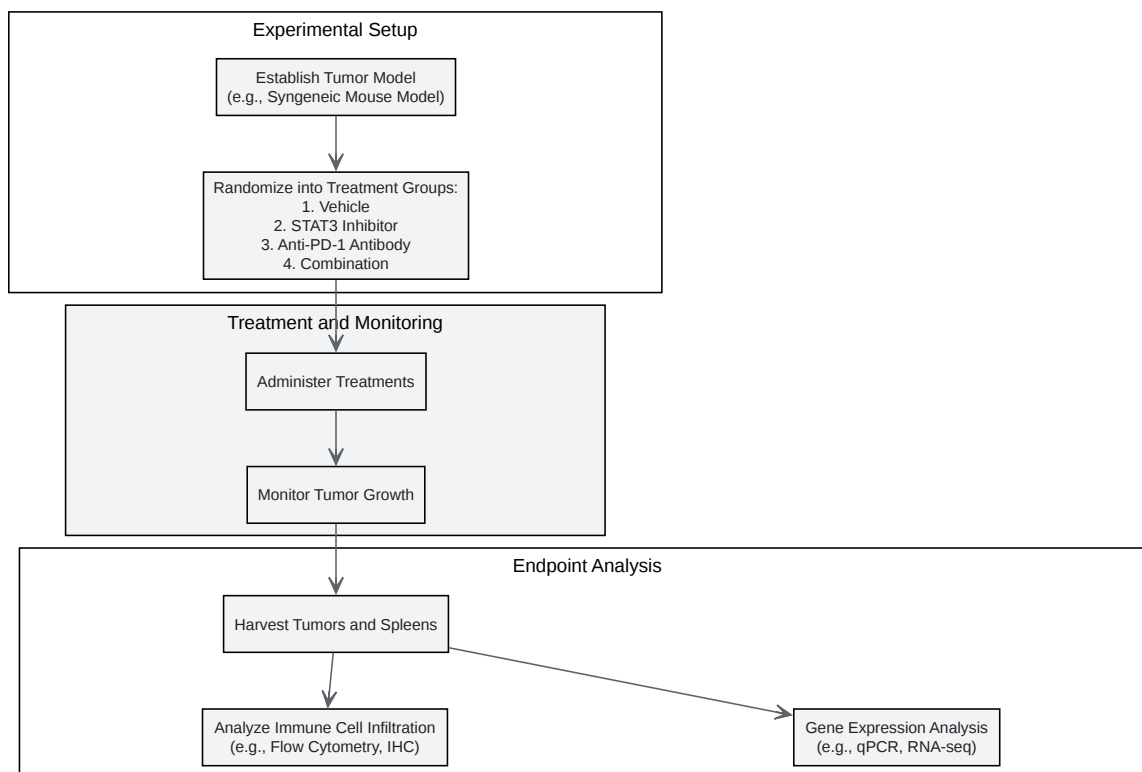 Experimental Setup
Establish Tumor Model
(e.g., Syngeneic Mouse Model)
Randomize into Treatment Groups:
1. Vehicle
2. STAT3 Inhibitor
3. Anti-PD-1 Antibody
4. Combination
Treatment and Monitoring
Administer Treatments
Monitor Tumor Growth
Endpoint Analysis
Harvest Tumors and Spleens
Analyze Immune Cell Infiltration
(e.g., Flow Cytometry, IHC)
Gene Expression Analysis
(e.g., qPCR, RNA-seq)